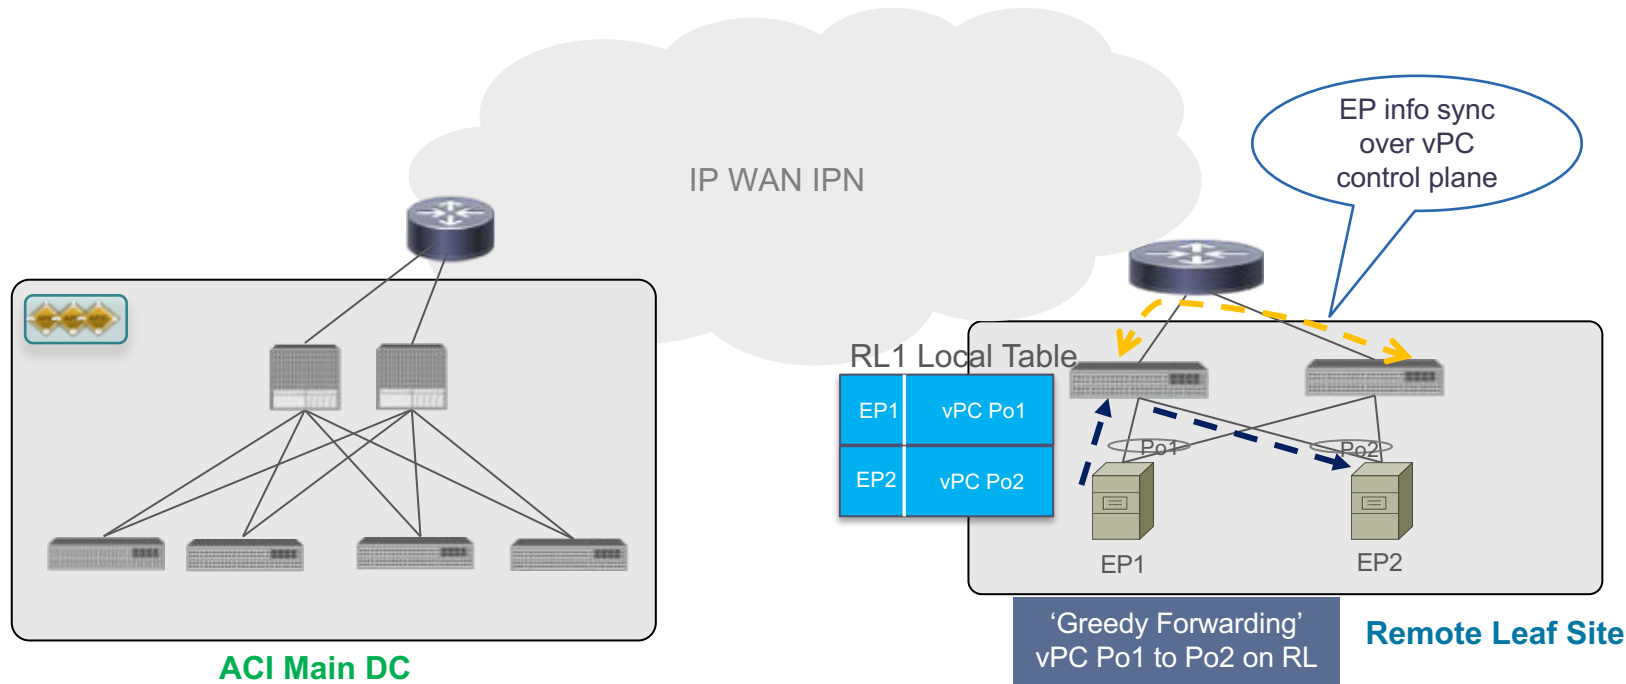 IP WAN IPN
EP info sync
over vPC
control plane
RL1 Local Table
EP1 vPC Po1
EP2 vPC Po2
Po1
Po2
EP1
EP2
'Greedy Forwarding'
vPC Po1 to Po2 on RL
Remote Leaf Site
ACI Main DC